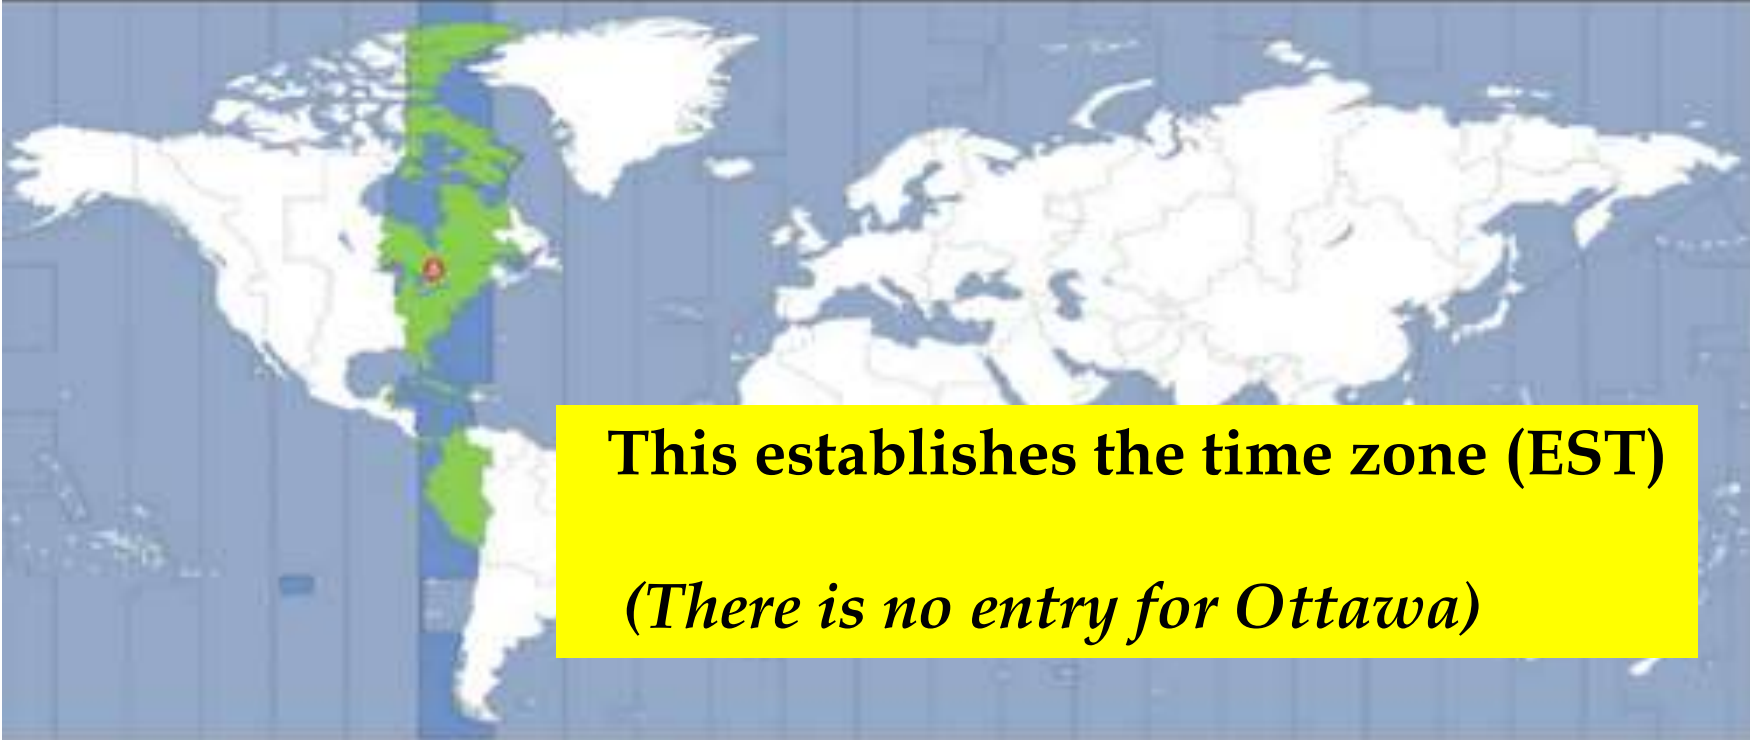 This establishes the time zone (EST)
(There is no entry for Ottawa)